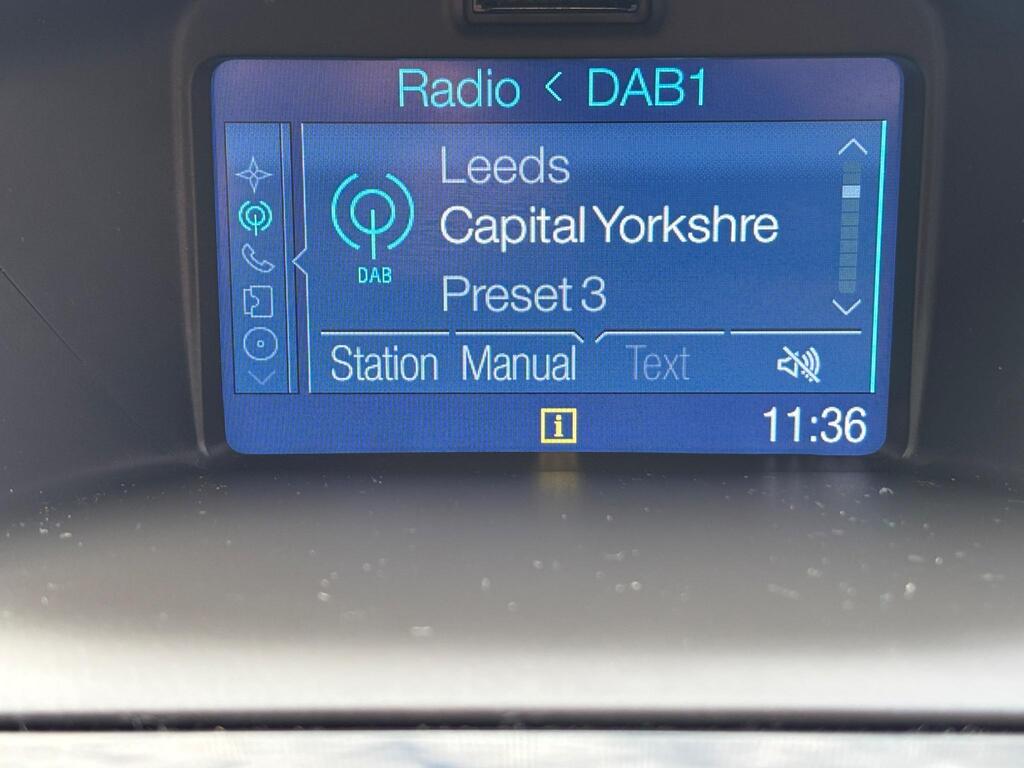 Radio < DAB1
Leeds
Capital Yorkshre
DAB
Preset 3
Station Manual Text
i 11:36